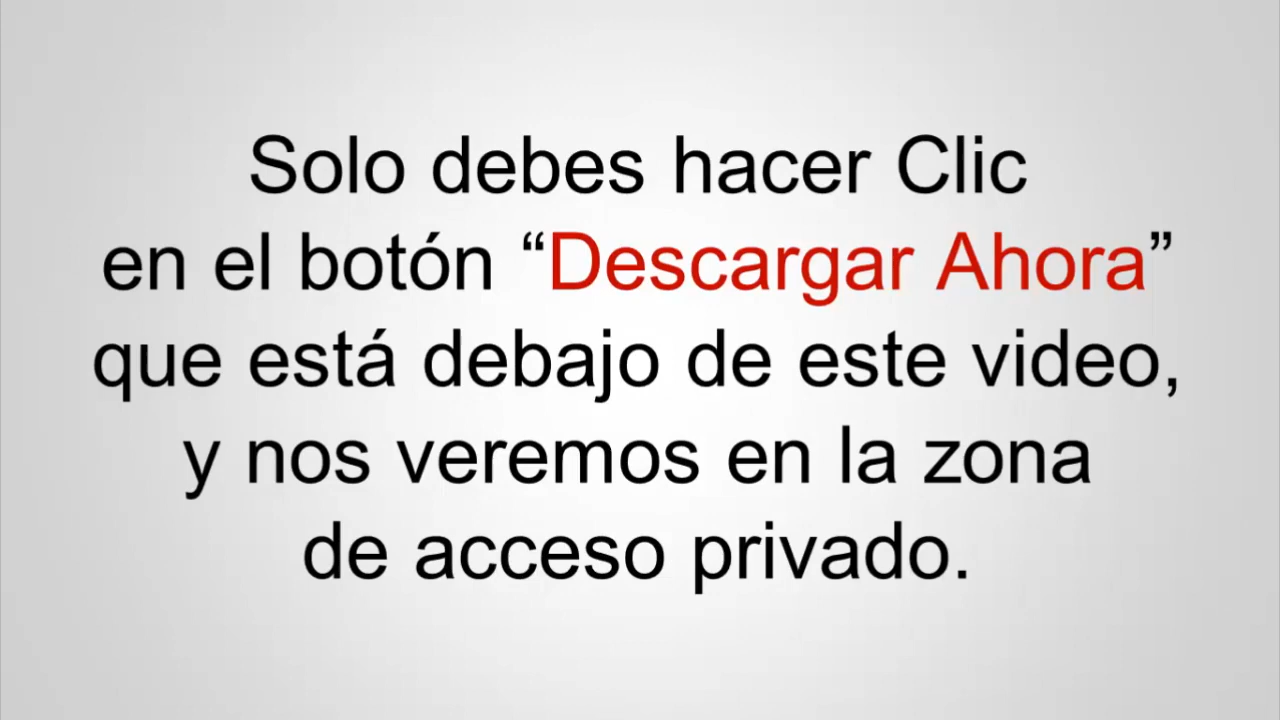 Solo debes hacer Clic
en el botón “Descargar Ahora”
que está debajo de este video,
y nos veremos en la zona
de acceso privado.